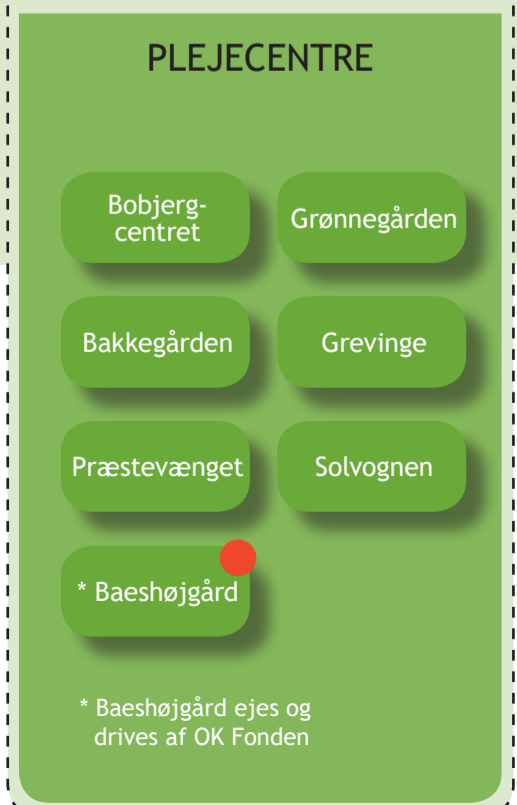 PLEJECENTRE
Bobjerg-
centret
Grønnegården
Bakkegården
Grevinge
Præstevænget
Solvognen
* Baeshøjgård
* Baeshøjgård ejes og
drives af OK Fonden